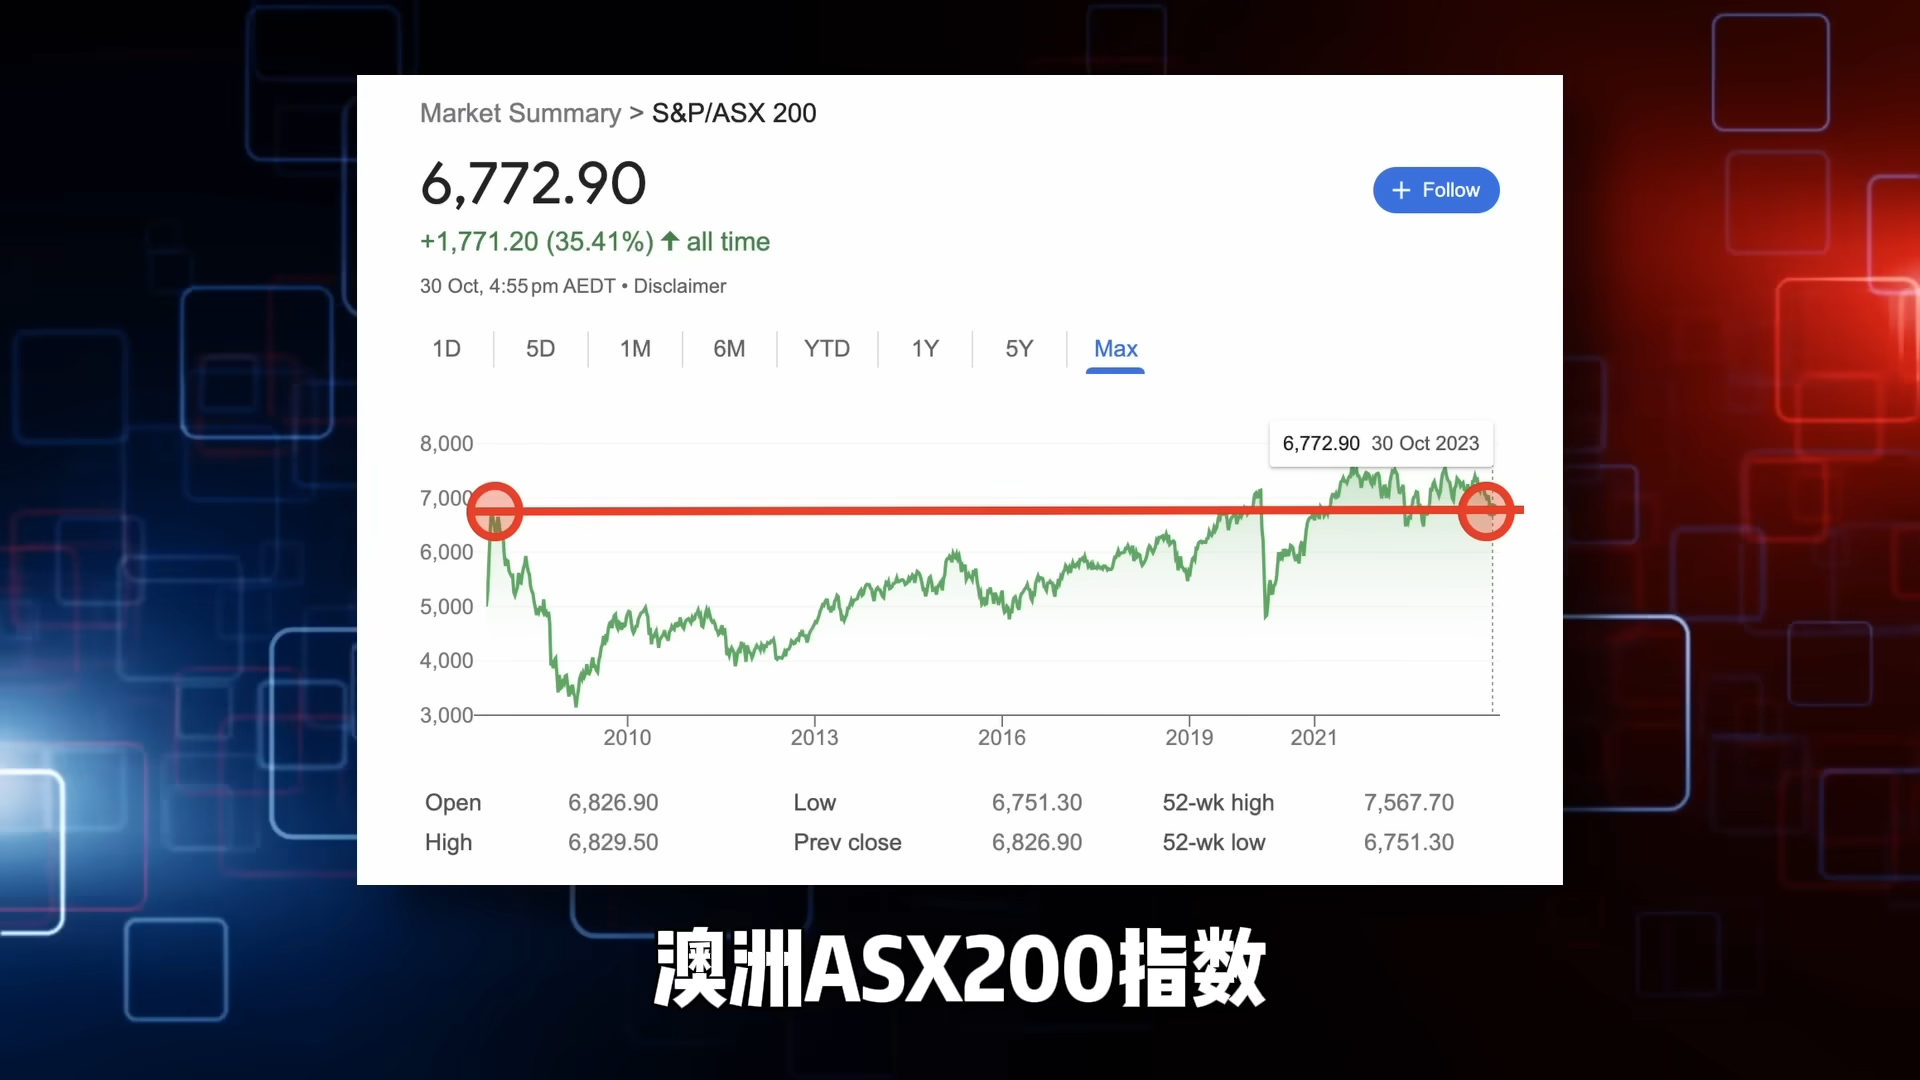 Market Summary > S&P/ASX 200
6,772.90
+ Follow
+1,771.20 (35.41%) ↑ all time
30 Oct, 4:55 pm AEDT • Disclaimer
1D 5D 1M 6M YTD 1Y 5Y Max
6,772.90 30 Oct 2023
8,000
7,000
6,000
5,000
4,000
3,000
2010 2013 2016 2019 2021
Open 6,826.90 Low 6,751.30 52-wk high 7,567.70
High 6,829.50 Prev close 6,826.90 52-wk low 6,751.30
澳洲ASX200指数